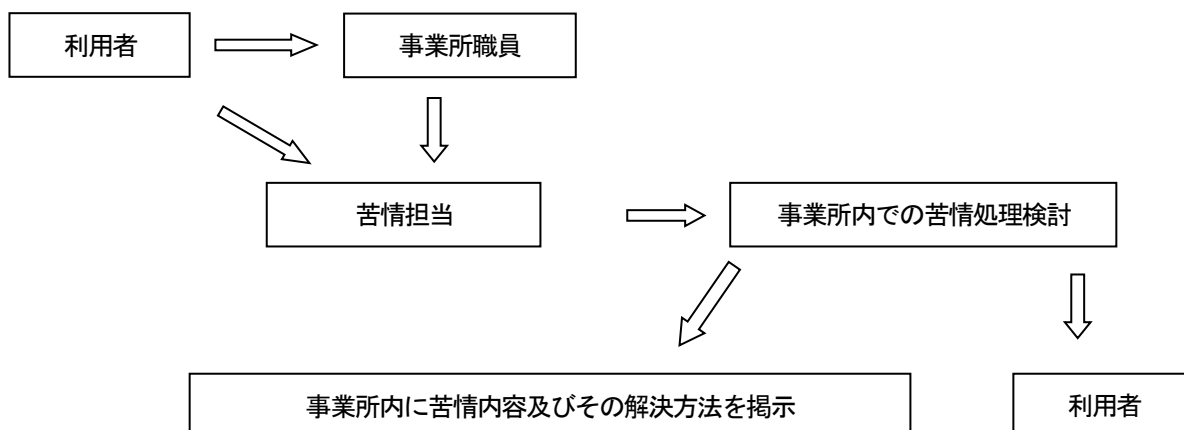 利用者
事業所職員
苦情担当
事業所内での苦情処理検討
事業所内に苦情内容及びその解決方法を掲示
利用者